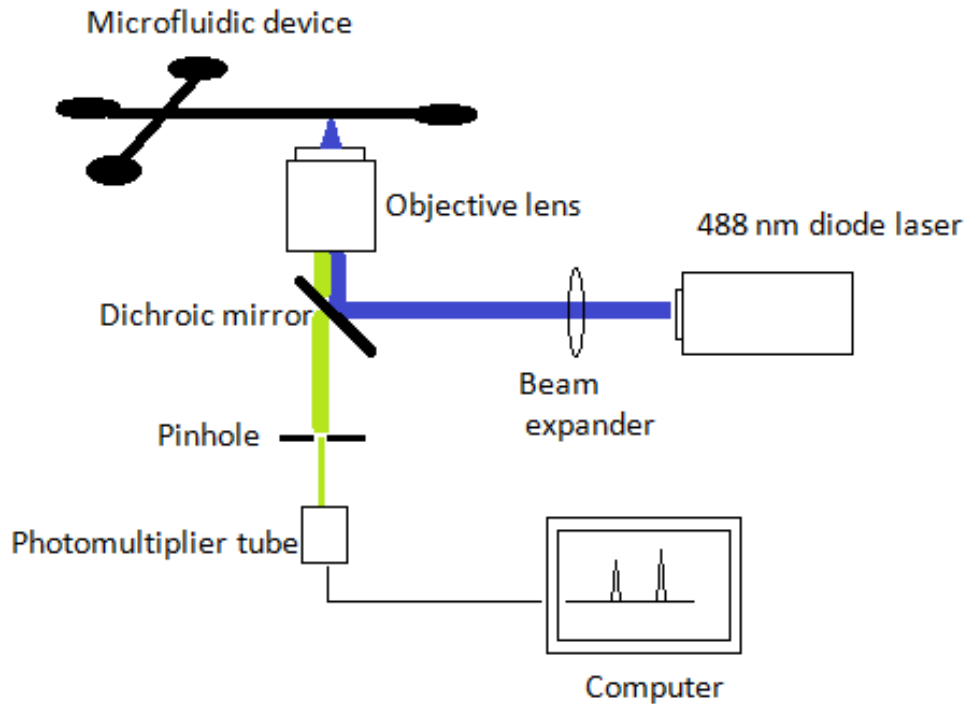 Microfluidic device
Objective lens
488 nm diode laser
Dichroic mirror
Beam
expander
Pinhole
Photomultiplier tube
Computer